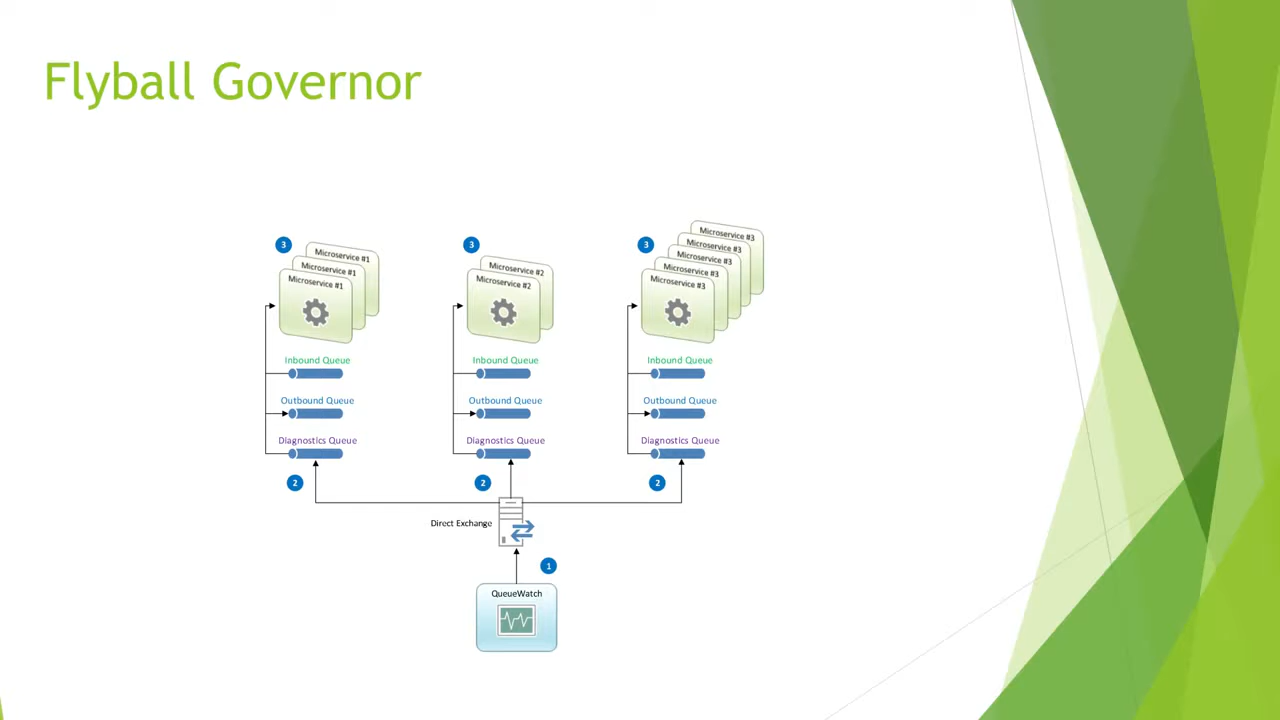 Flyball Governor
3
Microservice #1
Microservice #1
Microservice #1
Inbound Queue
Outbound Queue
Diagnostics Queue
2
3
Microservice #2
Microservice #2
Inbound Queue
Outbound Queue
Diagnostics Queue
2
3
Microservice #3
Microservice #3
Microservice #3
Microservice #3
Microservice #3
Inbound Queue
Outbound Queue
Diagnostics Queue
2
Direct Exchange
1
QueueWatch